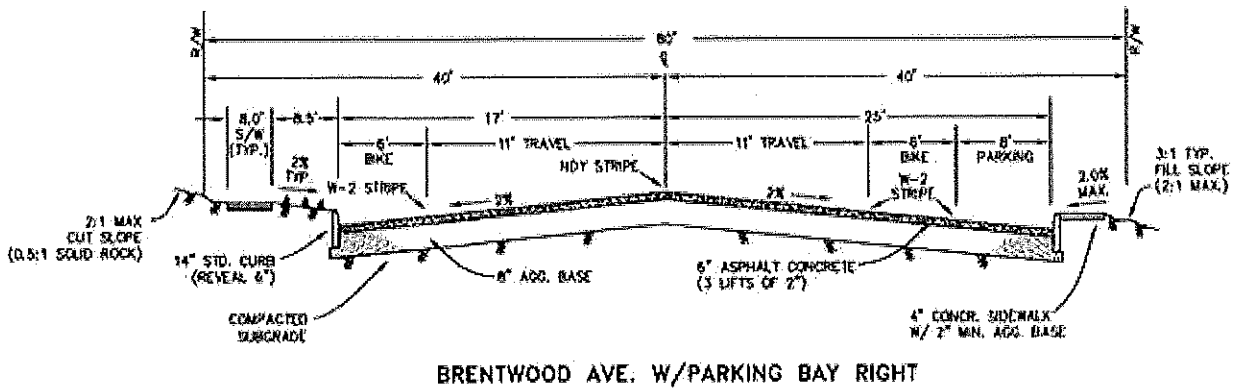 R/W
80'
R/W
40'
℄
40'
8.0'
S/W
(TYP.)
8.5'
17'
25'
2%
TYP.
6'
BIKE
11' TRAVEL
11' TRAVEL
6'
BIKE
8'
PARKING
W-2 STRIPE
NDY STRIPE
W-2
STRIPE
2.0%
MAX.
3:1 TYP.
FILL SLOPE
(2:1 MAX.)
2%
2%
2:1 MAX
CUT SLOPE
(0.5:1 SOLID ROCK)
14" STD. CURB
(REVEAL 6")
8" AGG. BASE
6" ASPHALT CONCRETE
(3 LIFTS OF 2")
COMPACTED
SUBGRADE
4" CONCR. SIDEWALK
W/ 2" MIN. AGG. BASE
BRENTWOOD AVE. W/PARKING BAY RIGHT